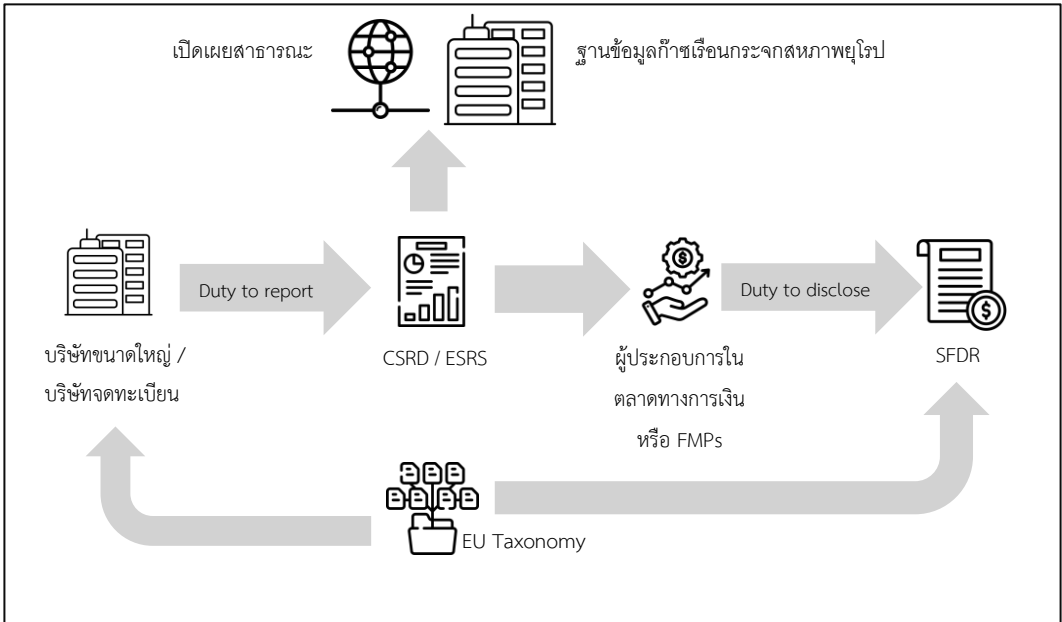 เปิดเผยสาธารณะ
ฐานข้อมูลก๊าซเรือนกระจกสหภาพยุโรป
Duty to report
Duty to disclose
บริษัทขนาดใหญ่ /
บริษัทจดทะเบียน
CSRD / ESRS
ผู้ประกอบการใน
ตลาดทางการเงิน
หรือ FMPs
SFDR
EU Taxonomy